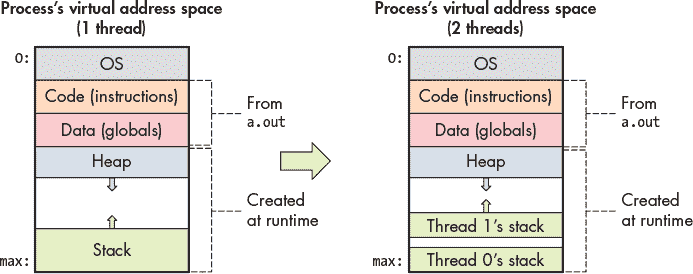 Process's virtual address space
(1 thread)
0:
OS
Code (instructions)
Data (globals)
Heap
Stack
max:
From
a.out
Created
at runtime
Process's virtual address space
(2 threads)
0:
OS
Code (instructions)
Data (globals)
Heap
Thread 1's stack
Thread 0's stack
max:
From
a.out
Created
at runtime